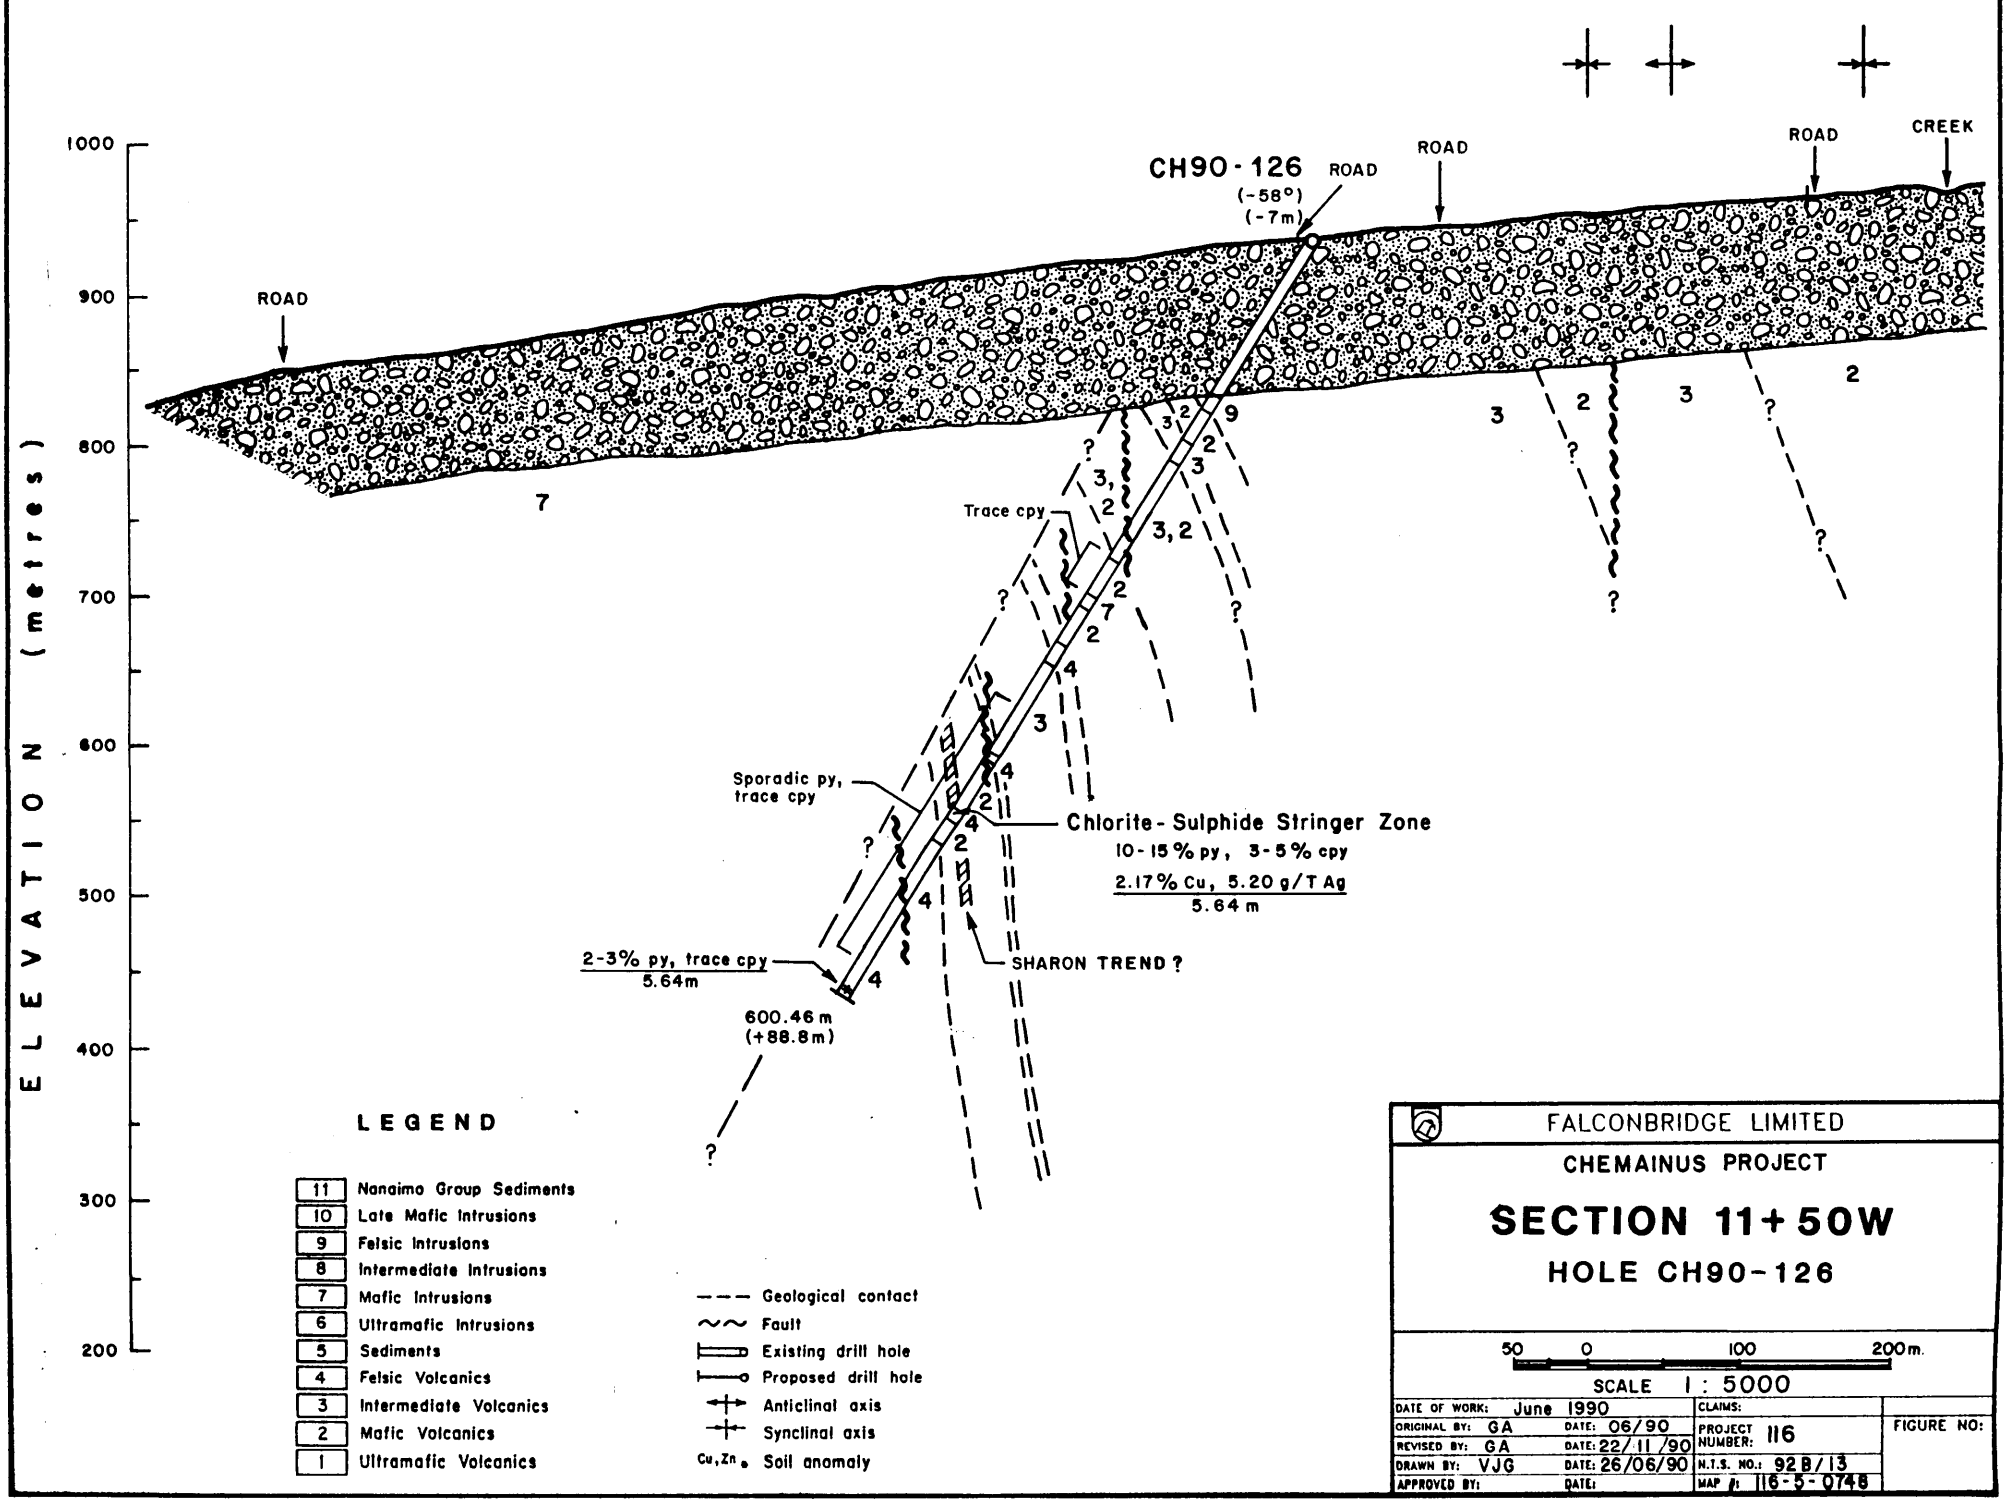 1000
900
800
700
600
500
400
300
200
ELEVATION (metres)
CH90-126
(-58°)
(-7m)
ROAD
ROAD
ROAD
CREEK
ROAD
7
9
2
3
2
3
?
3,
2
3, 2
Trace cpy
2
7
2
4
3
?
?
4
2
4
2
4
4
?
3
2
?
?
3
?
?
2
Sporadic py,
trace cpy
Chlorite-Sulphide Stringer Zone
10-15% py, 3-5% cpy
2.17% Cu, 5.20 g/T Ag
5.64 m
SHARON TREND ?
2-3% py, trace cpy
5.64m
600.46 m
(+88.8m)
?
LEGEND
11 Nanaimo Group Sediments
10 Late Mafic Intrusions
9 Felsic Intrusions
8 Intermediate Intrusions
7 Mafic Intrusions
6 Ultramafic Intrusions
5 Sediments
4 Felsic Volcanics
3 Intermediate Volcanics
2 Mafic Volcanics
1 Ultramafic Volcanics
Geological contact
Fault
Existing drill hole
Proposed drill hole
Anticlinal axis
Synclinal axis
Cu, Zn Soil anomaly
FALCONBRIDGE LIMITED
CHEMAINUS PROJECT
SECTION 11+50W
HOLE CH90-126
50 0 100 200m.
SCALE 1 : 5000
DATE OF WORK: June 1990
CLAIMS:
ORIGINAL BY: GA DATE: 06/90
PROJECT NUMBER: 116
FIGURE NO:
REVISED BY: GA DATE: 22/11/90
DRAWN BY: VJG DATE: 26/06/90
N.T.S. NO.: 92B/13
APPROVED BY: DATE:
MAP #: 116-5-0748